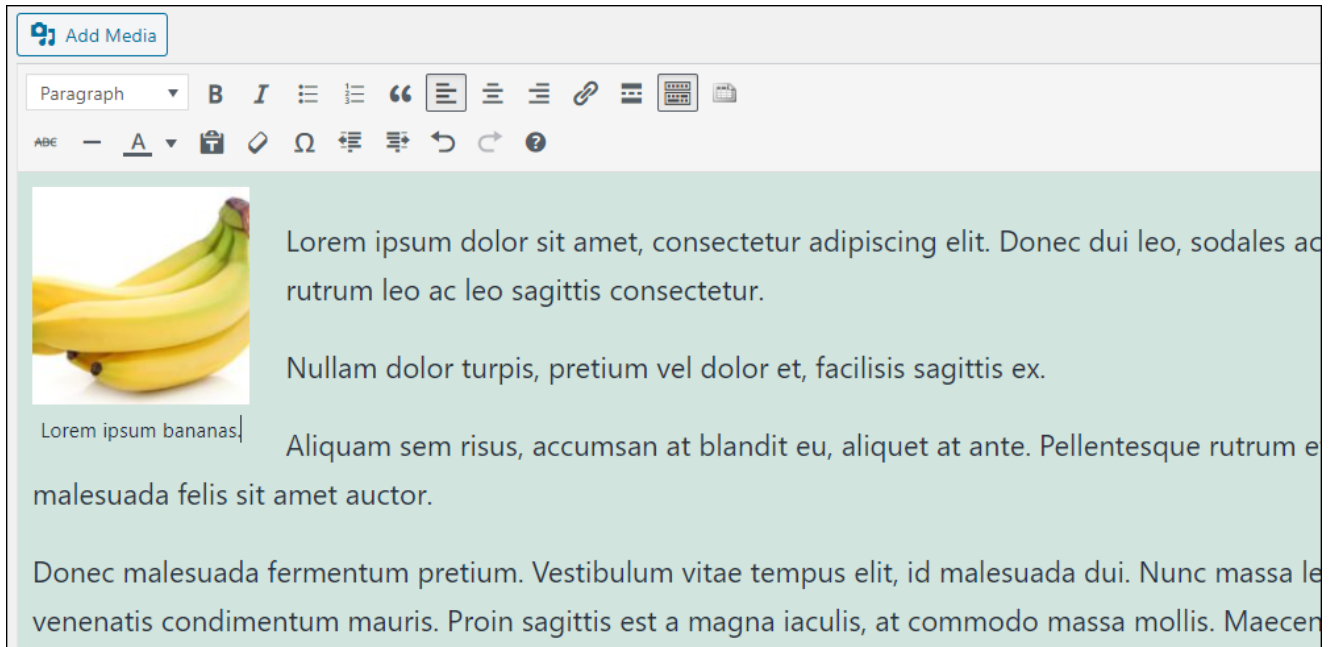 Add Media
Paragraph
B I
ABC A Ω
Lorem ipsum dolor sit amet, consectetur adipiscing elit. Donec dui leo, sodales ac
rutrum leo ac leo sagittis consectetur.
Nullam dolor turpis, pretium vel dolor et, facilisis sagittis ex.
Lorem ipsum bananas.
Aliquam sem risus, accumsan at blandit eu, aliquet at ante. Pellentesque rutrum e
malesuada felis sit amet auctor.
Donec malesuada fermentum pretium. Vestibulum vitae tempus elit, id malesuada dui. Nunc massa le
venenatis condimentum mauris. Proin sagittis est a magna iaculis, at commodo massa mollis. Maecen